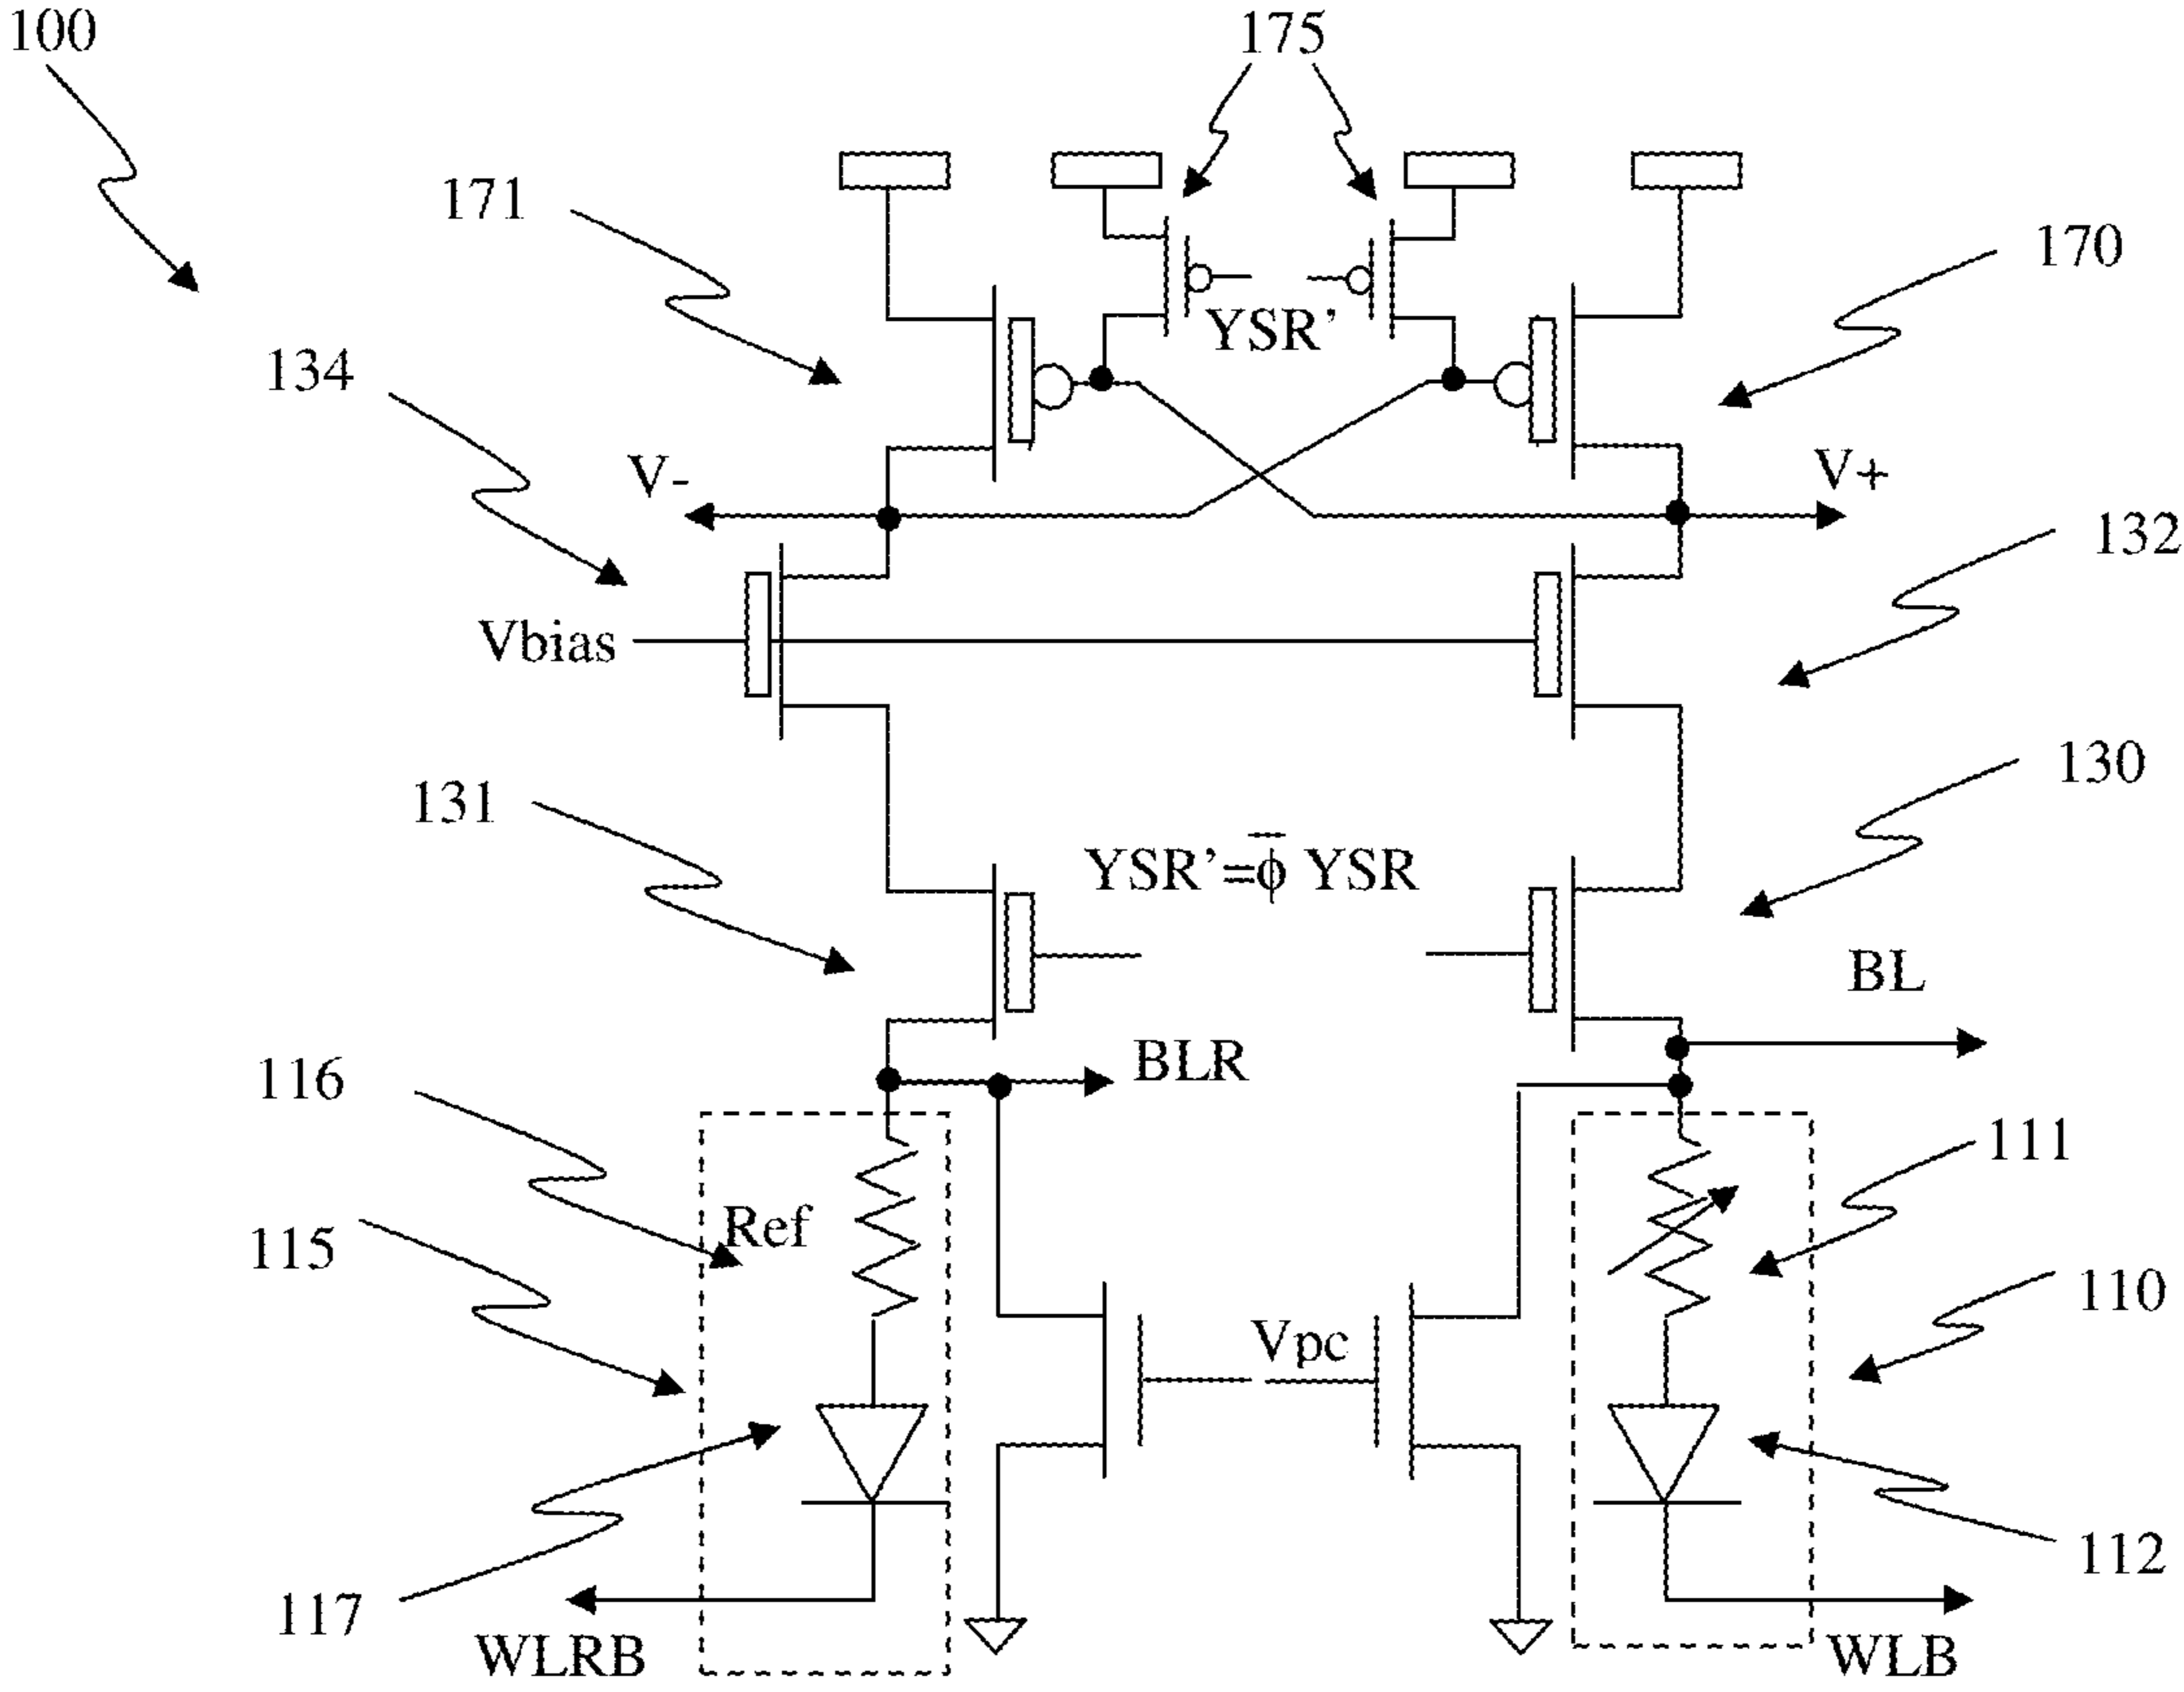 100
175
171
170
YSR'
134
V-
V+
132
Vbias
130
131
YSR'=ϕ̅ YSR
BL
BLR
116
111
Ref
115
110
Vpc
112
117
WLRB
WLB